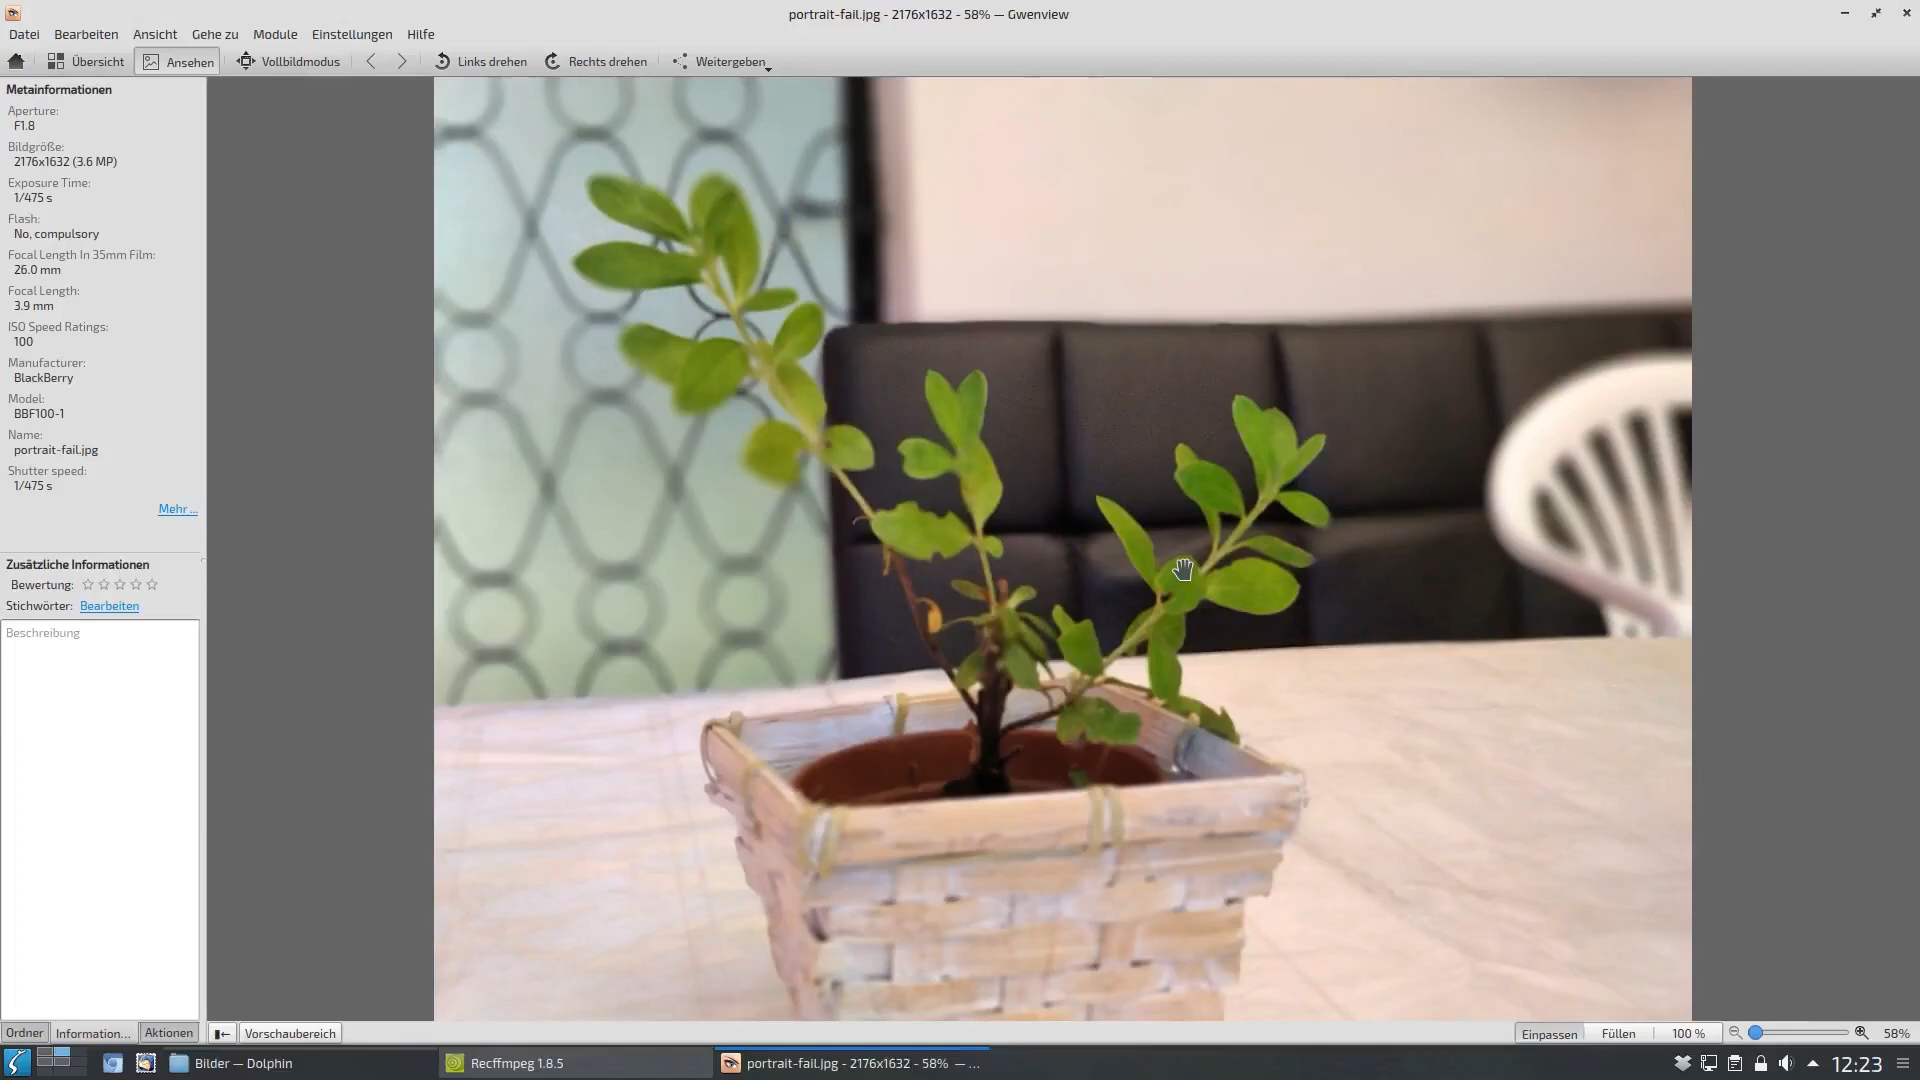 portrait-fail.jpg - 2176x1632 - 58% — Gwenview
Datei Bearbeiten Ansicht Gehe zu Module Einstellungen Hilfe
Übersicht Ansehen Vollbildmodus Links drehen Rechts drehen Weitergeben
Metainformationen
Aperture:
F1.8
Bildgröße:
2176x1632 (3.6 MP)
Exposure Time:
1/475 s
Flash:
No, compulsory
Focal Length In 35mm Film:
26.0 mm
Focal Length:
3.9 mm
ISO Speed Ratings:
100
Manufacturer:
BlackBerry
Model:
BBF100-1
Name:
portrait-fail.jpg
Shutter speed:
1/475 s
Mehr ...
Zusätzliche Informationen
Bewertung:
Stichwörter: Bearbeiten
Beschreibung
Ordner Information... Aktionen Vorschaubereich Einpassen Füllen 100 % 58%
Bilder — Dolphin Recffmpeg 1.8.5 portrait-fail.jpg - 2176x1632 - 58% — ... 12:23